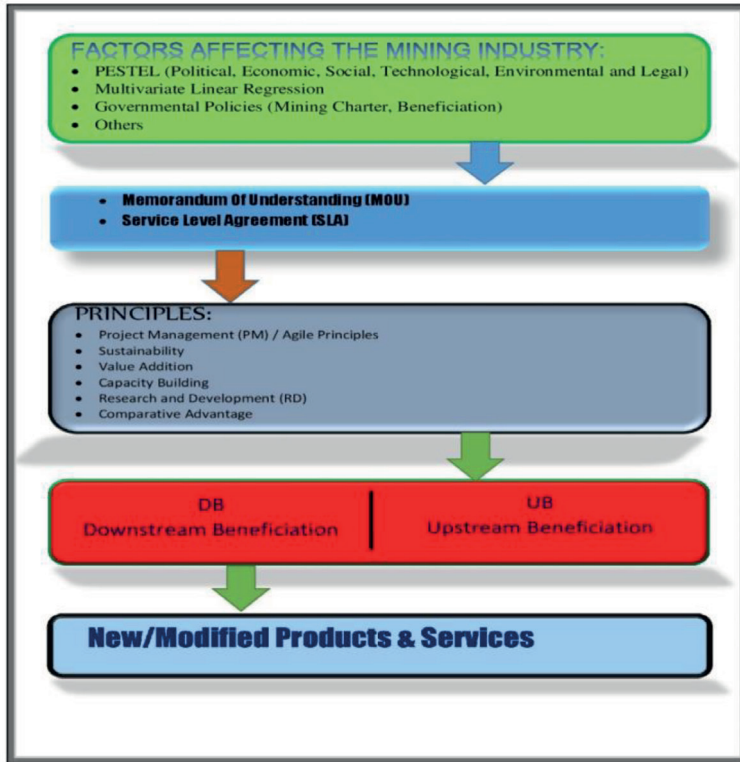 FACTORS AFFECTING THE MINING INDUSTRY:
• PESTEL (Political, Economic, Social, Technological, Environmental and Legal)
• Multivariate Linear Regression
• Governmental Policies (Mining Charter, Beneficiation)
• Others
• Memorandum Of Understanding (MOU)
• Service Level Agreement (SLA)
PRINCIPLES:
• Project Management (PM) / Agile Principles
• Sustainability
• Value Addition
• Capacity Building
• Research and Development (RD)
• Comparative Advantage
DB
Downstream Beneficiation
UB
Upstream Beneficiation
New/Modified Products & Services